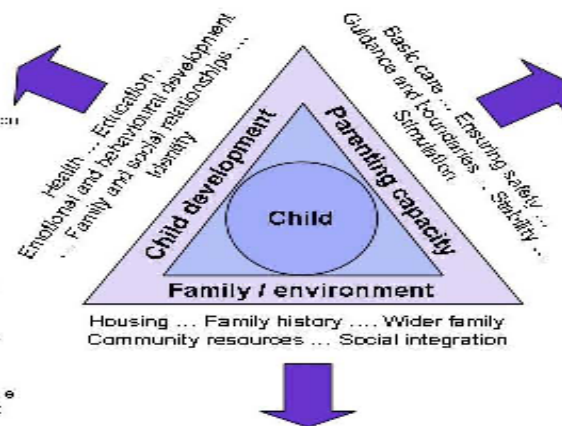 Health ... Education ...
Emotional and behavioural development
... Family and social relationships ...
Identity
Basic care ... Ensuring safety ...
Guidance and boundaries ... Stability ...
Stimulation
Child development
Parenting capacity
Child
Family / environment
Housing ... Family history .... Wider family
Community resources ... Social integration